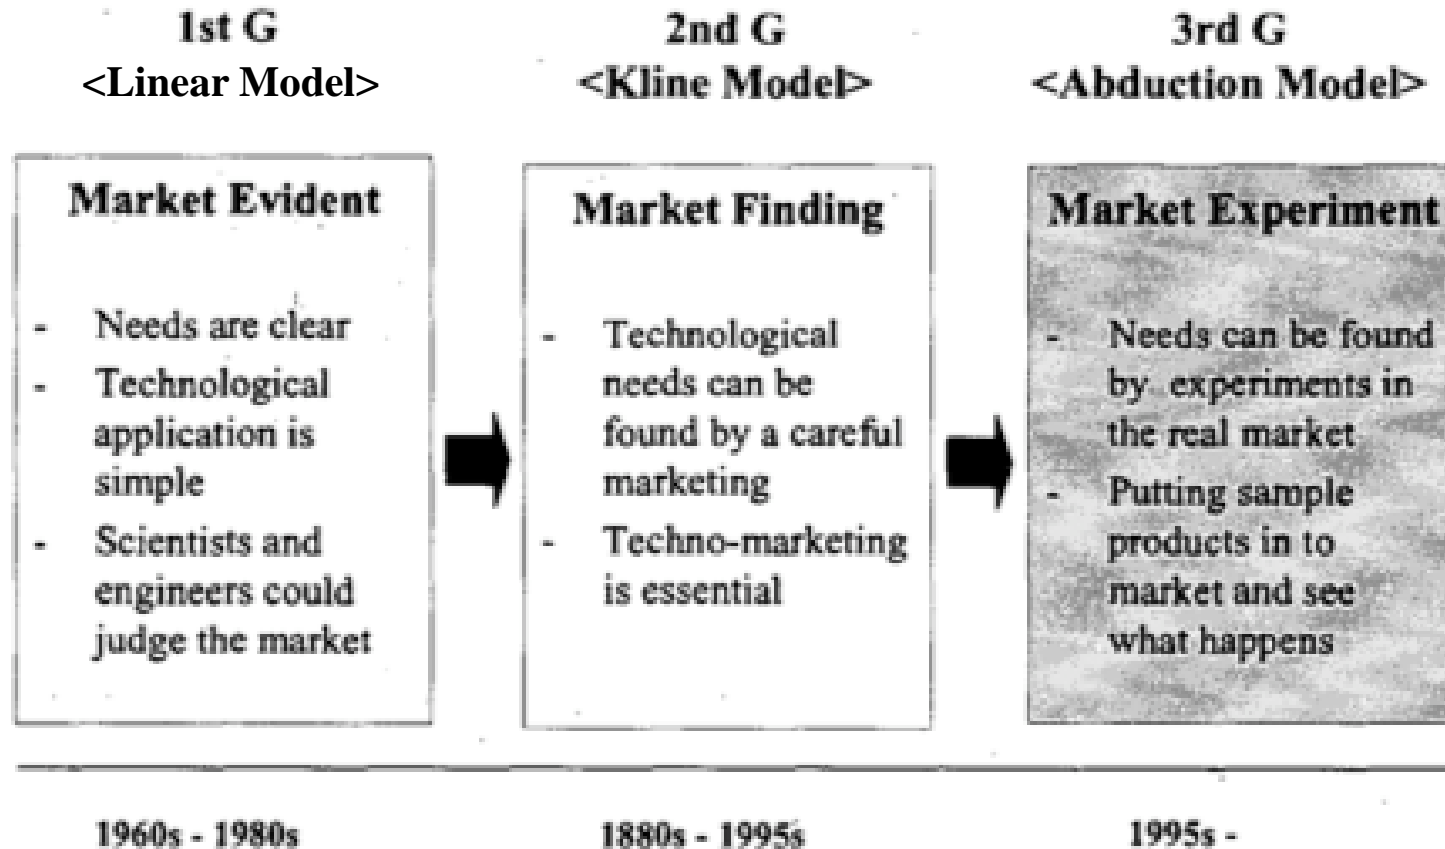 1st G
<Linear Model>
Market Evident
- Needs are clear
- Technological
application is
simple
- Scientists and
engineers could
judge the market
1960s - 1980s
2nd G
<Kline Model>
Market Finding
- Technological
needs can be
found by a careful
marketing
- Techno-marketing
is essential
1880s - 1995s
3rd G
<Abduction Model>
Market Experiment
- Needs can be found
by experiments in
the real market
- Putting sample
products in to
market and see
what happens
1995s -